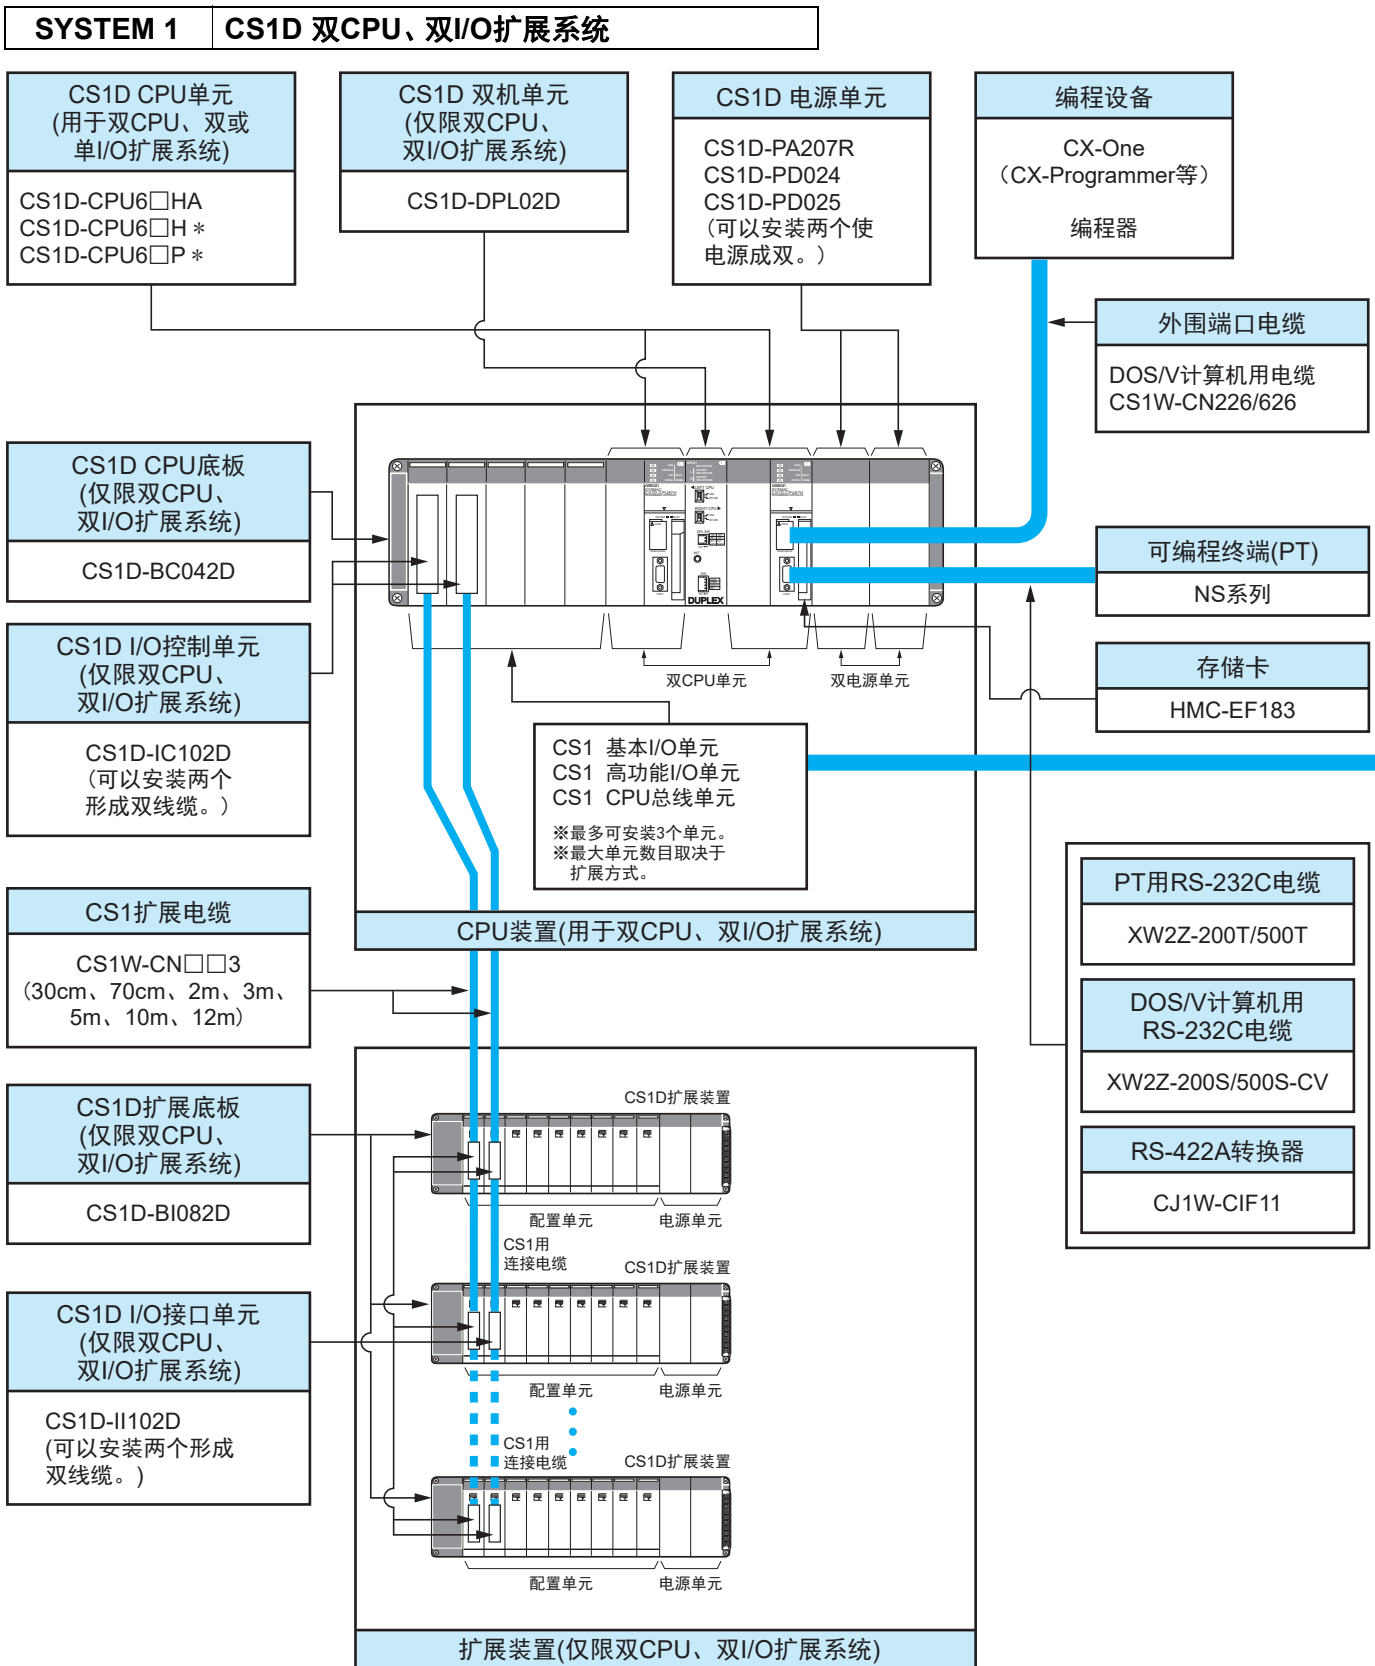 SYSTEM 1 CS1D 双CPU、双I/O扩展系统
CS1D CPU单元
(用于双CPU、双或
单I/O扩展系统)
CS1D-CPU6□HA
CS1D-CPU6□H＊
CS1D-CPU6□P＊
CS1D 双机单元
(仅限双CPU、
双I/O扩展系统)
CS1D-DPL02D
CS1D 电源单元
CS1D-PA207R
CS1D-PD024
CS1D-PD025
（可以安装两个使
电源成双。）
编程设备
CX-One
（CX-Programmer等）
编程器
外围端口电缆
DOS/V计算机用电缆
CS1W-CN226/626
CS1D CPU底板
(仅限双CPU、
双I/O扩展系统)
CS1D-BC042D
LEFT CPU
RIGHT CPU
DUPLEX
可编程终端(PT)
NS系列
CS1D I/O控制单元
(仅限双CPU、
双I/O扩展系统)
CS1D-IC102D
（可以安装两个
形成双线缆。）
双CPU单元
双电源单元
存储卡
HMC-EF183
CS1 基本I/O单元
CS1 高功能I/O单元
CS1 CPU总线单元
※最多可安装3个单元。
※最大单元数目取决于
扩展方式。
CPU装置(用于双CPU、双I/O扩展系统)
CS1扩展电缆
CS1W-CN□□3
（30cm、70cm、2m、3m、
5m、10m、12m）
PT用RS-232C电缆
XW2Z-200T/500T
DOS/V计算机用
RS-232C电缆
XW2Z-200S/500S-CV
RS-422A转换器
CJ1W-CIF11
CS1D扩展底板
(仅限双CPU、
双I/O扩展系统)
CS1D-BI082D
CS1D扩展装置
配置单元
电源单元
CS1用
连接电缆
CS1D扩展装置
CS1D I/O接口单元
(仅限双CPU、
双I/O扩展系统)
CS1D-II102D
(可以安装两个形成
双线缆。)
配置单元
电源单元
CS1用
连接电缆
CS1D扩展装置
配置单元
电源单元
扩展装置(仅限双CPU、双I/O扩展系统)